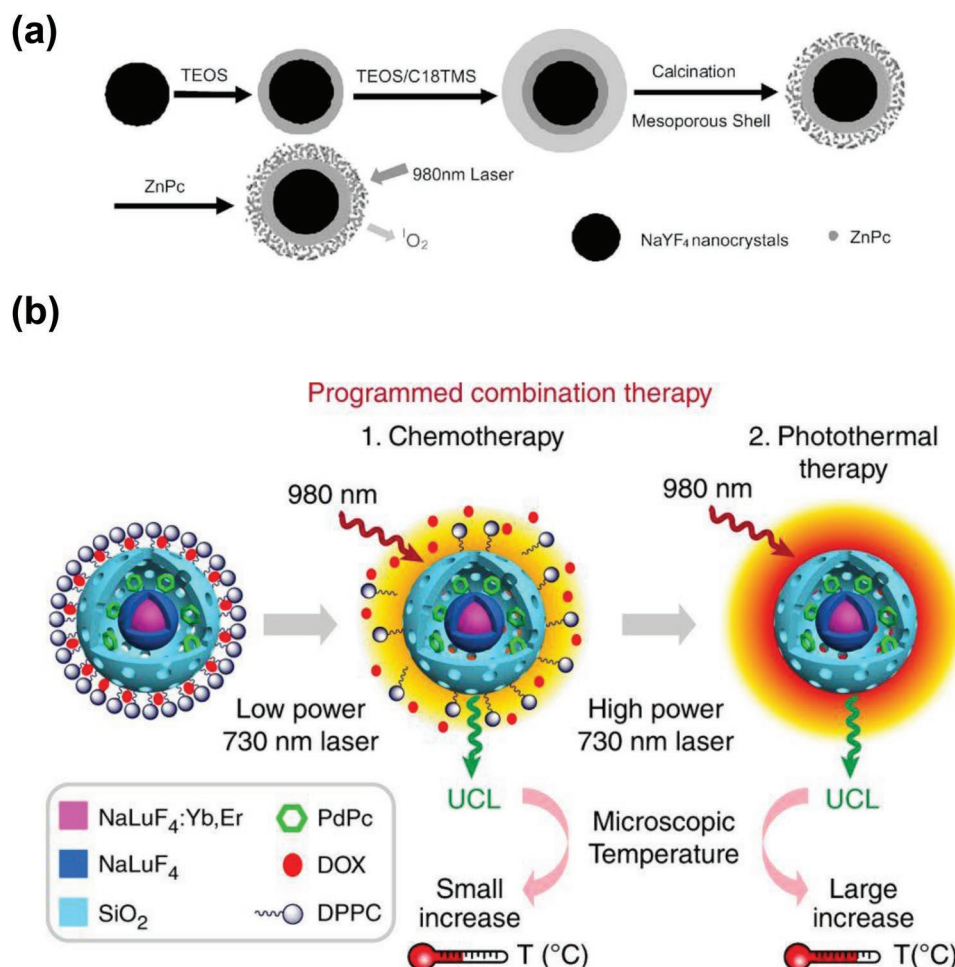 (a)
TEOS
TEOS/C18TMS
Calcination
Mesoporous Shell
ZnPc
980nm Laser
¹O₂
NaYF₄ nanocrystals
ZnPc
(b)
Programmed combination therapy
1. Chemotherapy
2. Photothermal
therapy
980 nm
980 nm
Low power
730 nm laser
High power
730 nm laser
UCL
UCL
Microscopic
Temperature
Small
increase
Large
increase
T (°C)
T(°C)
NaLuF₄:Yb,Er
PdPc
NaLuF₄
DOX
SiO₂
DPPC